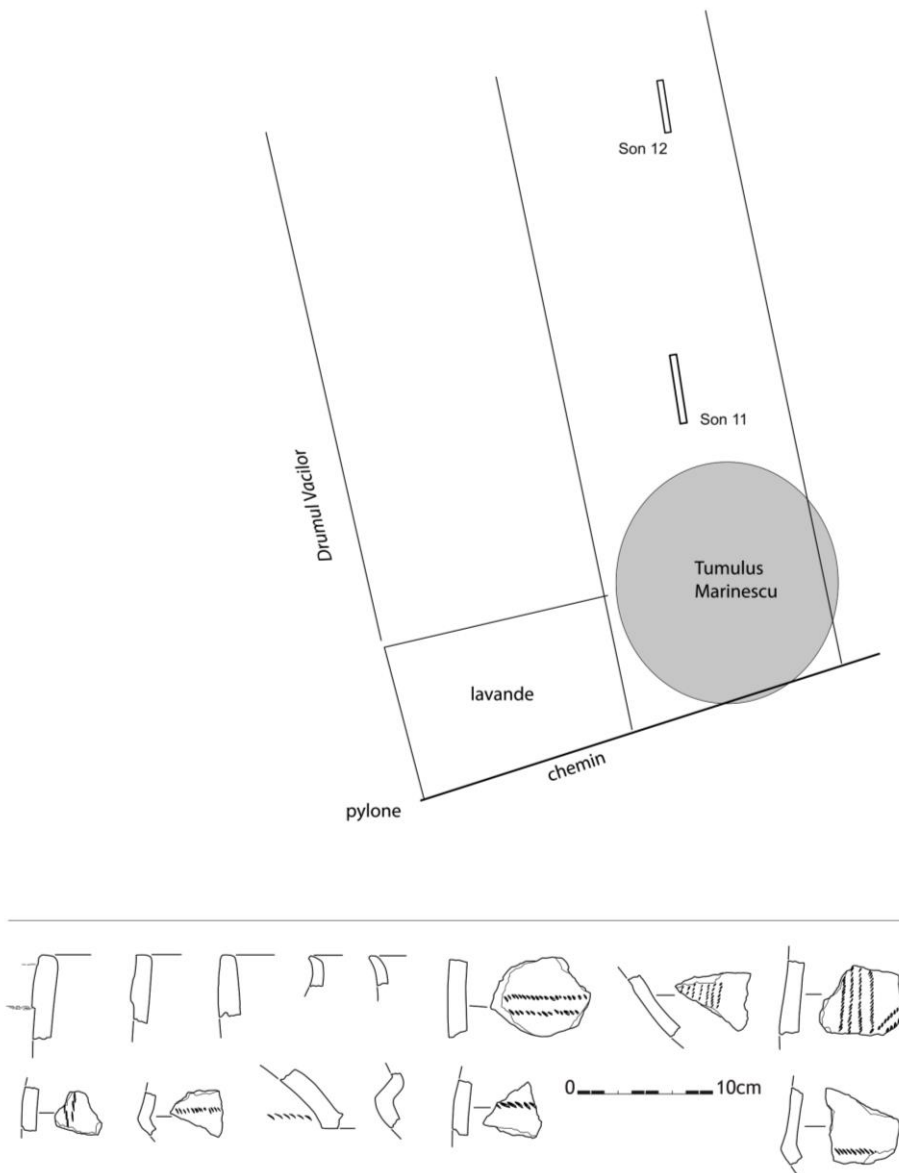 Son 12
Son 11
Drumul Vacilor
Tumulus
Marinescu
lavande
chemin
pylone
0 10cm